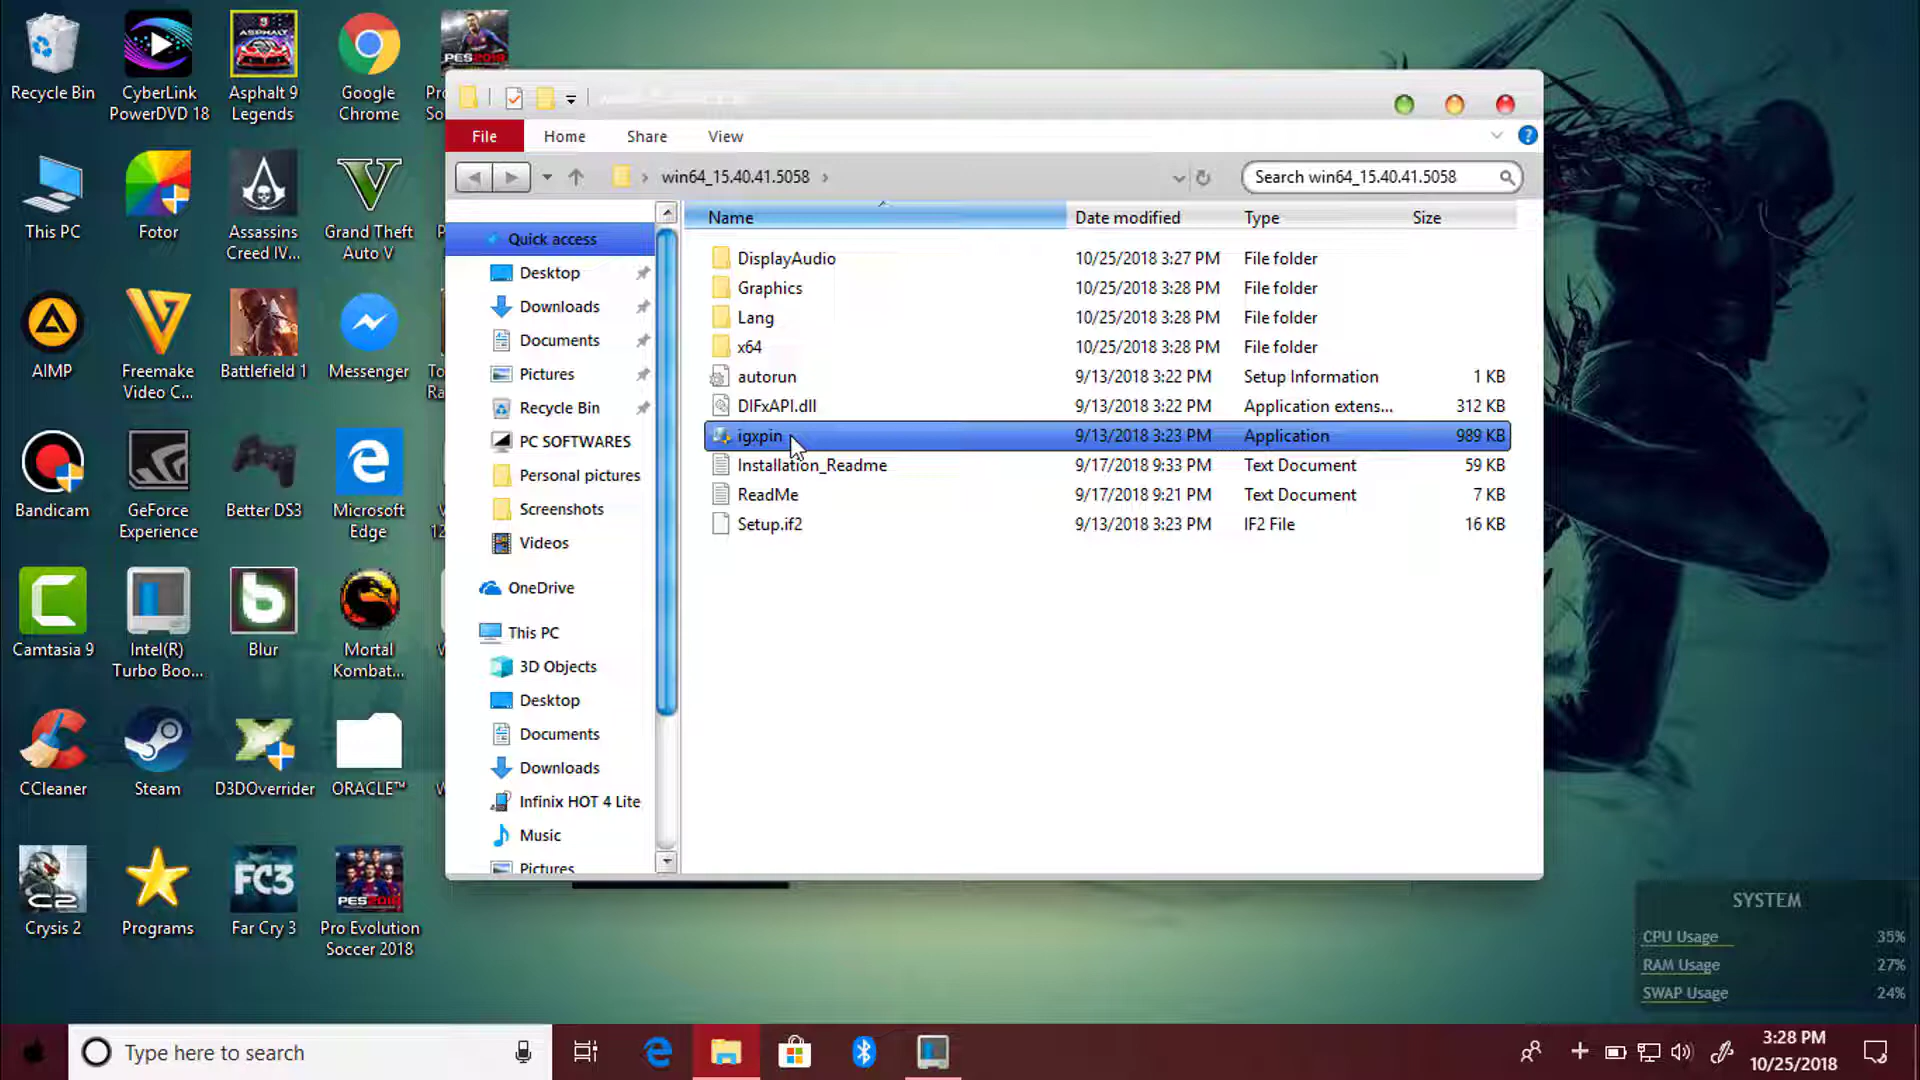 Recycle Bin
CyberLink PowerDVD 18
Asphalt 9 Legends
Google Chrome
This PC
Fotor
Assassins Creed IV...
Grand Theft Auto V
AIMP
Freemake Video C...
Battlefield 1
Messenger
Bandicam
GeForce Experience
Better DS3
Microsoft Edge
Camtasia 9
Intel(R) Turbo Boo...
Blur
Mortal Kombat...
CCleaner
Steam
D3DOverrider
ORACLE™
Crysis 2
Programs
Far Cry 3
Pro Evolution Soccer 2018
File Home Share View
win64_15.40.41.5058
Search win64_15.40.41.5058
Quick access
Desktop
Downloads
Documents
Pictures
Recycle Bin
PC SOFTWARES
Personal pictures
Screenshots
Videos
OneDrive
This PC
3D Objects
Desktop
Documents
Downloads
Infinix HOT 4 Lite
Music
Pictures
Name Date modified Type Size
DisplayAudio 10/25/2018 3:27 PM File folder
Graphics 10/25/2018 3:28 PM File folder
Lang 10/25/2018 3:28 PM File folder
x64 10/25/2018 3:28 PM File folder
autorun 9/13/2018 3:22 PM Setup Information 1 KB
DIFxAPI.dll 9/13/2018 3:22 PM Application extens... 312 KB
igxpin 9/13/2018 3:23 PM Application 989 KB
Installation_Readme 9/17/2018 9:33 PM Text Document 59 KB
ReadMe 9/17/2018 9:21 PM Text Document 7 KB
Setup.if2 9/13/2018 3:23 PM IF2 File 16 KB
SYSTEM
CPU Usage 35%
RAM Usage 27%
SWAP Usage 24%
Type here to search
3:28 PM
10/25/2018